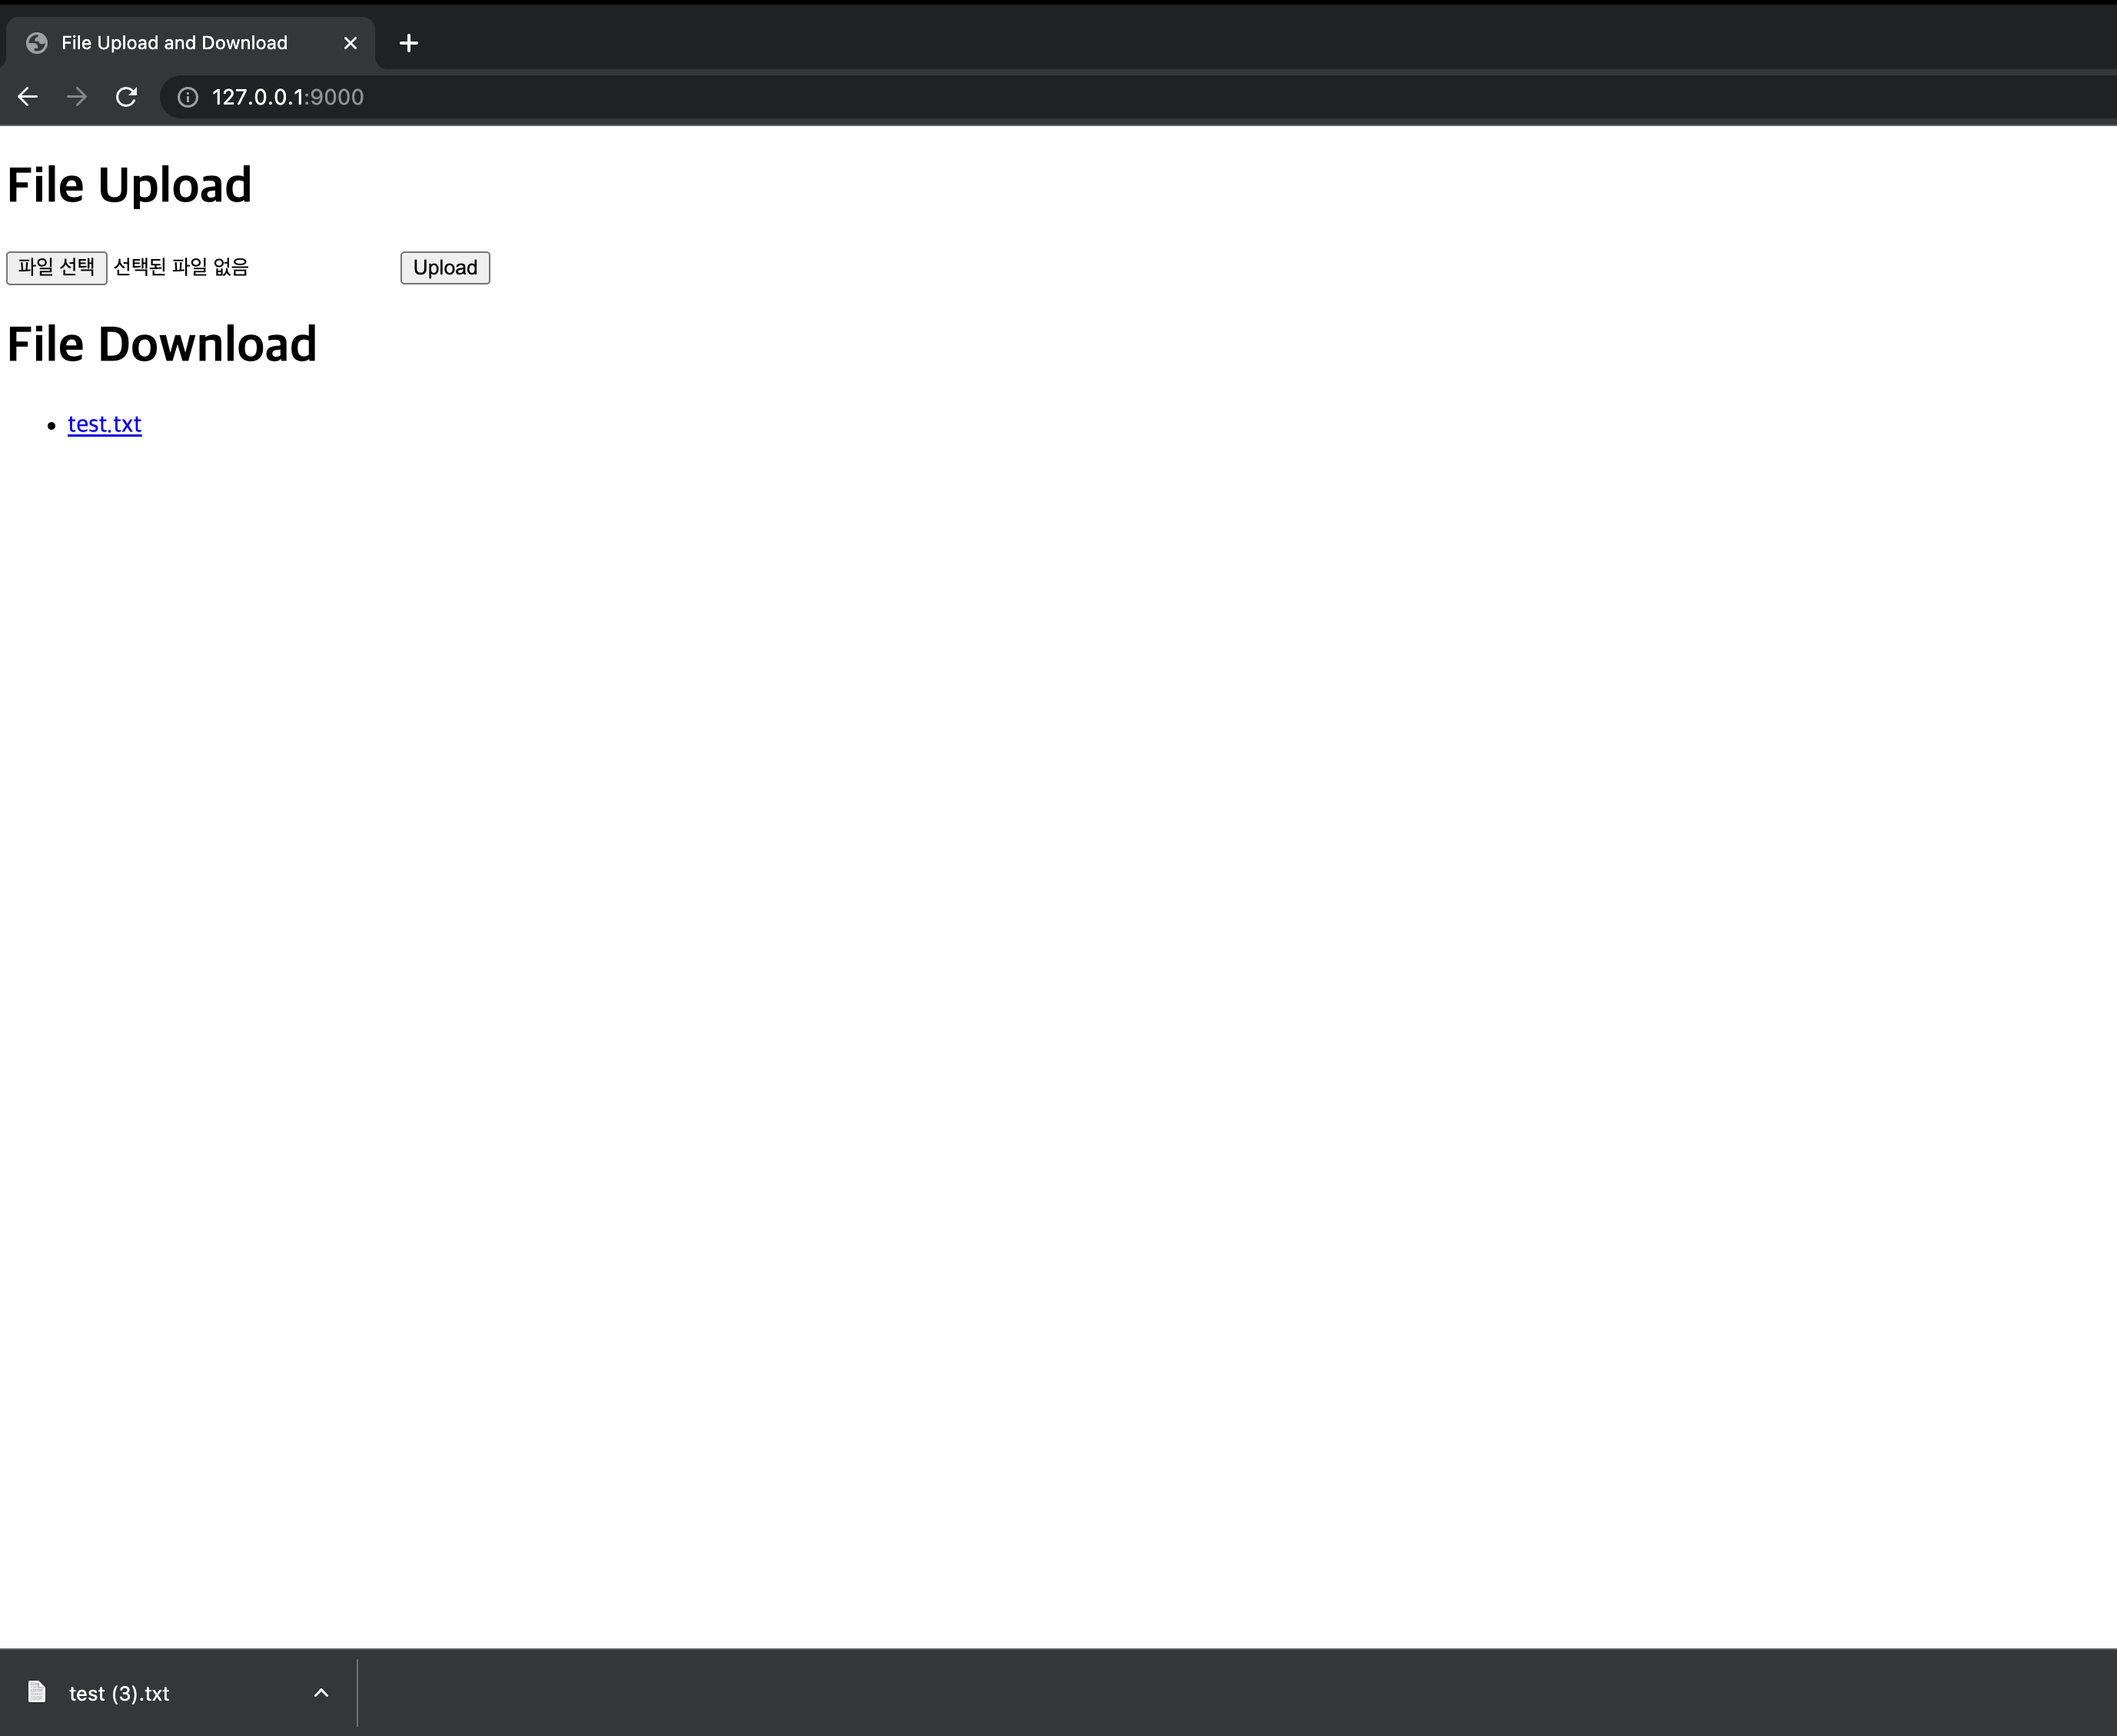 File Upload and Download
127.0.0.1:9000
File Upload
파일 선택 선택된 파일 없음 Upload
File Download
test.txt
test (3).txt